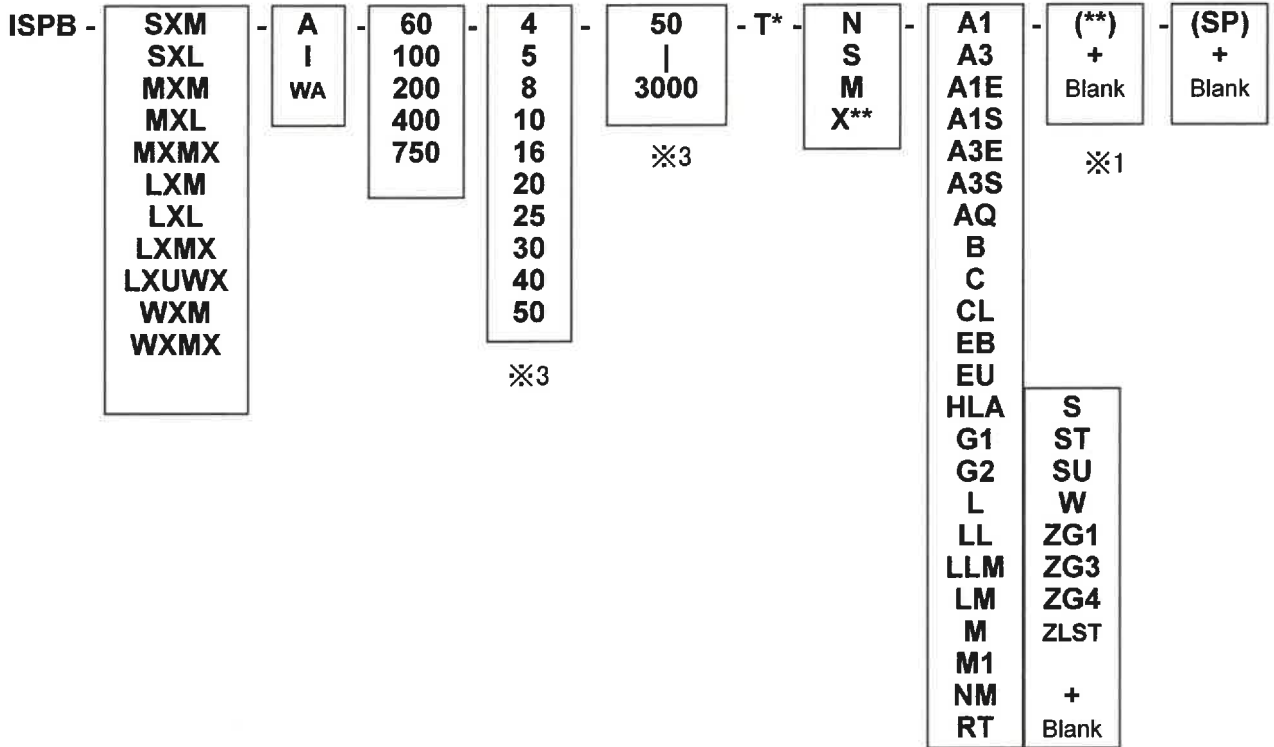 ISPB - SXM - A - 60 - 4 - 50 - T* - N - A1 - (**) - (SP)
SXL I 100 5 | S A3 + +
MXM WA 200 8 3000 M A1E Blank Blank
MXL 400 10 X** A1S
MXMX 750 16 ※3 A3E ※1
LXM 20 A3S
LXL 25 AQ
LXMX 30 B
LXUWX 40 C
WXM 50 CL
WXMX EB
※3 EU
HLA S
G1 ST
G2 SU
L W
LL ZG1
LLM ZG3
LM ZG4
M ZLST
M1
NM +
RT Blank